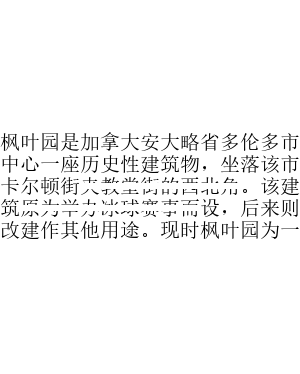 枫叶园是加拿大安大略省多伦多市
中心一座历史性建筑物，坐落该市
卡尔顿街夹教堂街的西北角。该建
筑原为举办冰球赛事而设，后来则
改建作其他用途。现时枫叶园为一